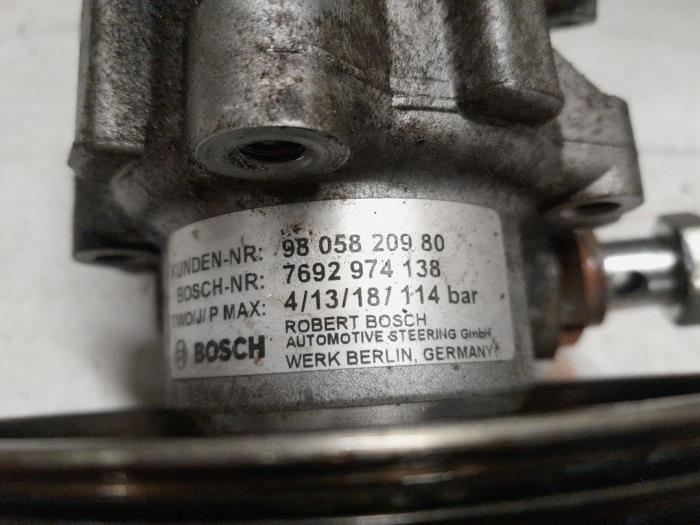 KUNDEN-NR: 98 058 209 80
BOSCH-NR: 7692 974 138
T/WO/J/ P MAX: 4/13/18/ 114 bar
BOSCH
ROBERT BOSCH
AUTOMOTIVE STEERING GmbH
WERK BERLIN, GERMANY